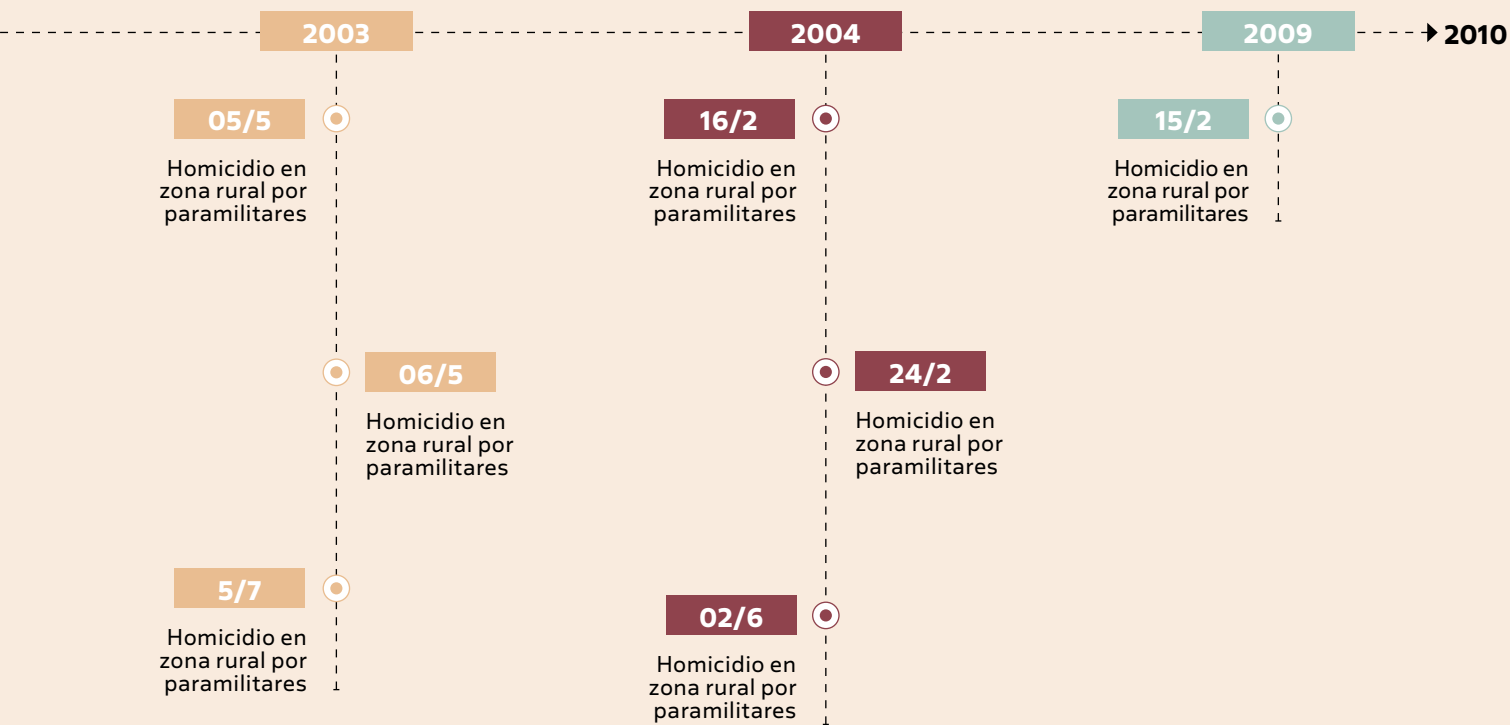 2003
2004
2009
2010
05/5
Homicidio en
zona rural por
paramilitares
06/5
Homicidio en
zona rural por
paramilitares
5/7
Homicidio en
zona rural por
paramilitares
16/2
Homicidio en
zona rural por
paramilitares
24/2
Homicidio en
zona rural por
paramilitares
02/6
Homicidio en
zona rural por
paramilitares
15/2
Homicidio en
zona rural por
paramilitares